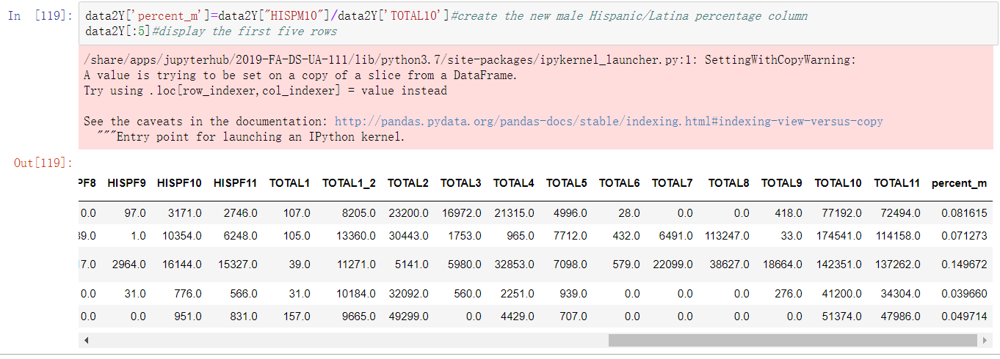 In [119]: data2Y['percent_m']=data2Y["HISPM10"]/data2Y['TOTAL10']#create the new male Hispanic/Latina percentage column
data2Y[:5]#display the first five rows
/share/apps/jupyterhub/2019-FA-DS-UA-111/lib/python3.7/site-packages/ipykernel_launcher.py:1: SettingWithCopyWarning:
A value is trying to be set on a copy of a slice from a DataFrame.
Try using .loc[row_indexer,col_indexer] = value instead
See the caveats in the documentation: http://pandas.pydata.org/pandas-docs/stable/indexing.html#indexing-view-versus-copy
"""Entry point for launching an IPython kernel.
Out[119]:
PF8 HISPF9 HISPF10 HISPF11 TOTAL1 TOTAL1_2 TOTAL2 TOTAL3 TOTAL4 TOTAL5 TOTAL6 TOTAL7 TOTAL8 TOTAL9 TOTAL10 TOTAL11 percent_m
0.0 97.0 3171.0 2746.0 107.0 8205.0 23200.0 16972.0 21315.0 4996.0 28.0 0.0 0.0 418.0 77192.0 72494.0 0.081615
39.0 1.0 10354.0 6248.0 105.0 13360.0 30443.0 1753.0 965.0 7712.0 432.0 6491.0 113247.0 33.0 174541.0 114158.0 0.071273
17.0 2964.0 16144.0 15327.0 39.0 11271.0 5141.0 5980.0 32853.0 7098.0 579.0 22099.0 38627.0 18664.0 142351.0 137262.0 0.149672
0.0 31.0 776.0 566.0 31.0 10184.0 32092.0 560.0 2251.0 939.0 0.0 0.0 0.0 276.0 41200.0 34304.0 0.039660
0.0 0.0 951.0 831.0 157.0 9665.0 49299.0 0.0 4429.0 707.0 0.0 0.0 0.0 0.0 51374.0 47986.0 0.049714